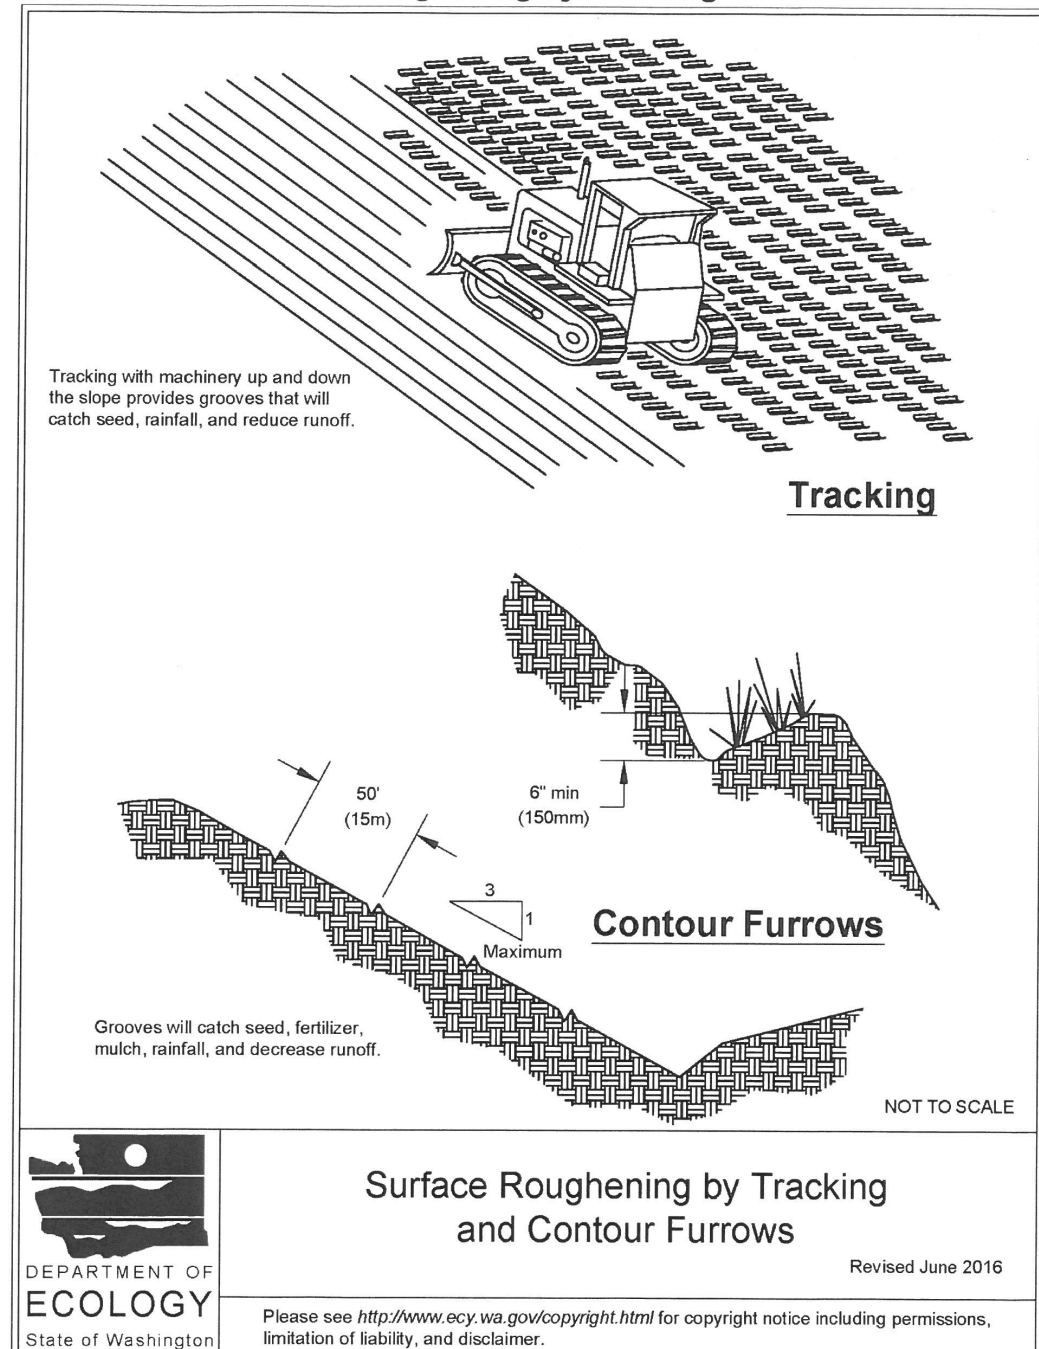 Tracking with machinery up and down
the slope provides grooves that will
catch seed, rainfall, and reduce runoff.
Tracking
50'
(15m)
6" min
(150mm)
3
1
Maximum
Contour Furrows
Grooves will catch seed, fertilizer,
mulch, rainfall, and decrease runoff.
NOT TO SCALE
DEPARTMENT OF
ECOLOGY
State of Washington
Surface Roughening by Tracking
and Contour Furrows
Revised June 2016
Please see http://www.ecy.wa.gov/copyright.html for copyright notice including permissions,
limitation of liability, and disclaimer.